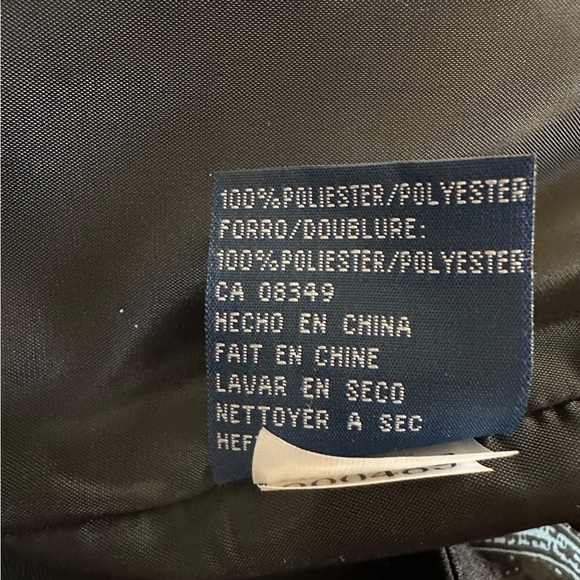 100%POLIESTER/POLYESTER
FORRO/DOUBLURE:
100%POLIESTER/POLYESTER
CA 08349
HECHO EN CHINA
FAIT EN CHINE
LAVAR EN SECO
NETTOYER A SEC